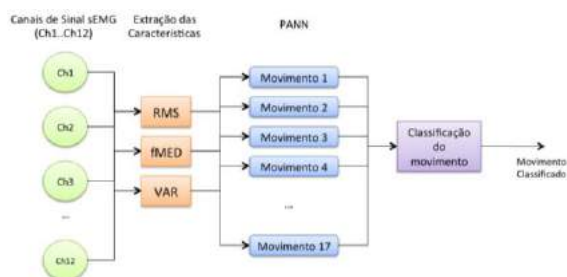 Canais de Sinal sEMG
(Ch1..Ch12)
Extração das
Características
PANN
Ch1
Ch2
Ch3
...
Ch12
RMS
fMED
VAR
Movimento 1
Movimento 2
Movimento 3
Movimento 4
...
Movimento 17
Classificação
do
movimento
Movimento
Classificado